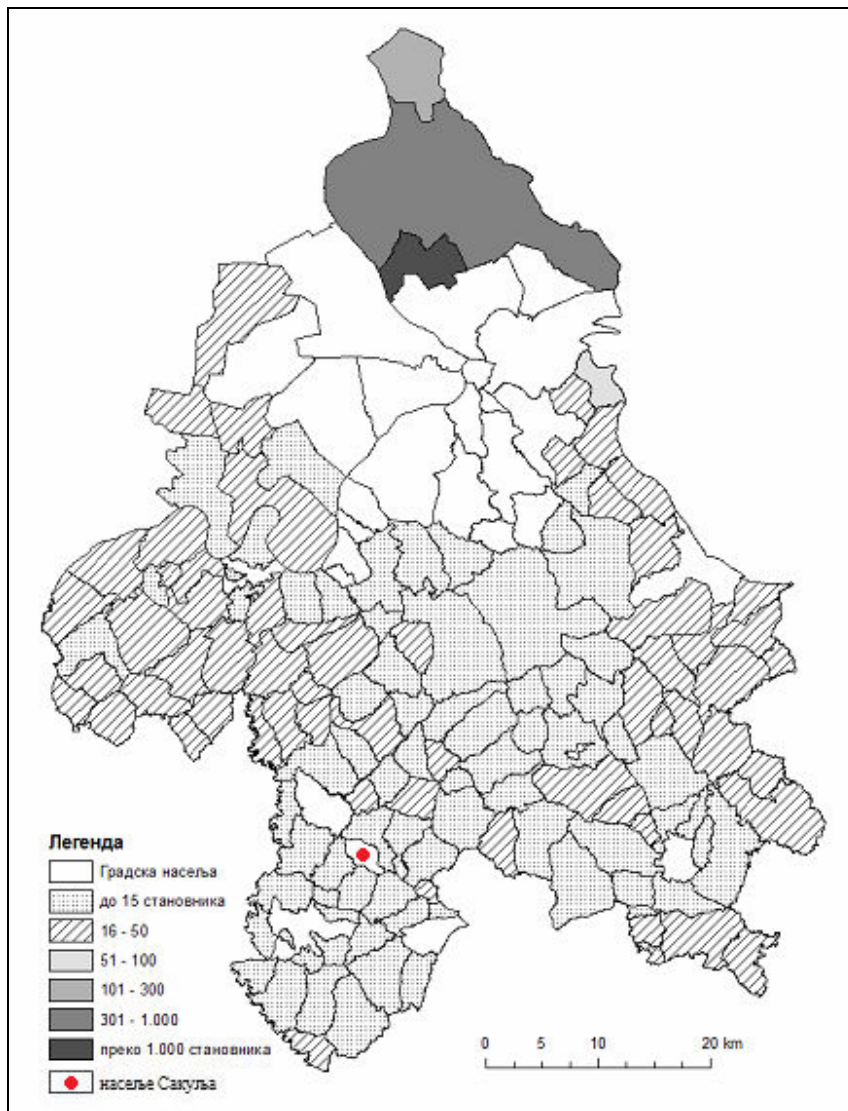 Легенда
Градска насеља
до 15 становника
16 - 50
51 - 100
101 - 300
301 - 1.000
преко 1.000 становника
насеље Сакуља
0 5 10 20 km